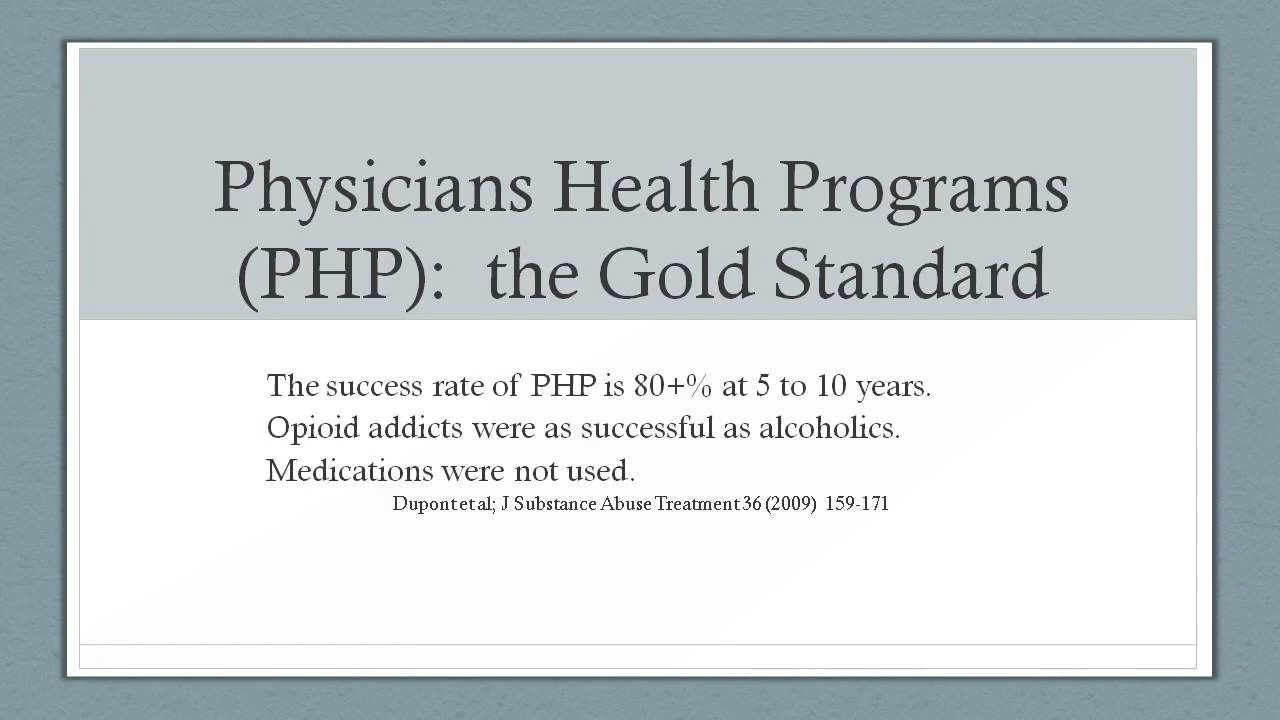 Physicians Health Programs
(PHP):  the Gold Standard
The success rate of PHP is 80+% at 5 to 10 years.
Opioid addicts were as successful as alcoholics.
Medications were not used.
Dupont et al; J Substance Abuse Treatment 36 (2009) 159-171